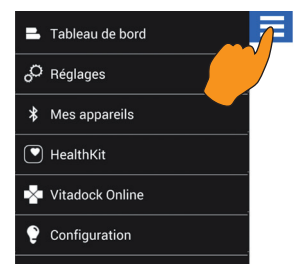 Tableau de bord
Réglages
Mes appareils
HealthKit
Vitadock Online
Configuration